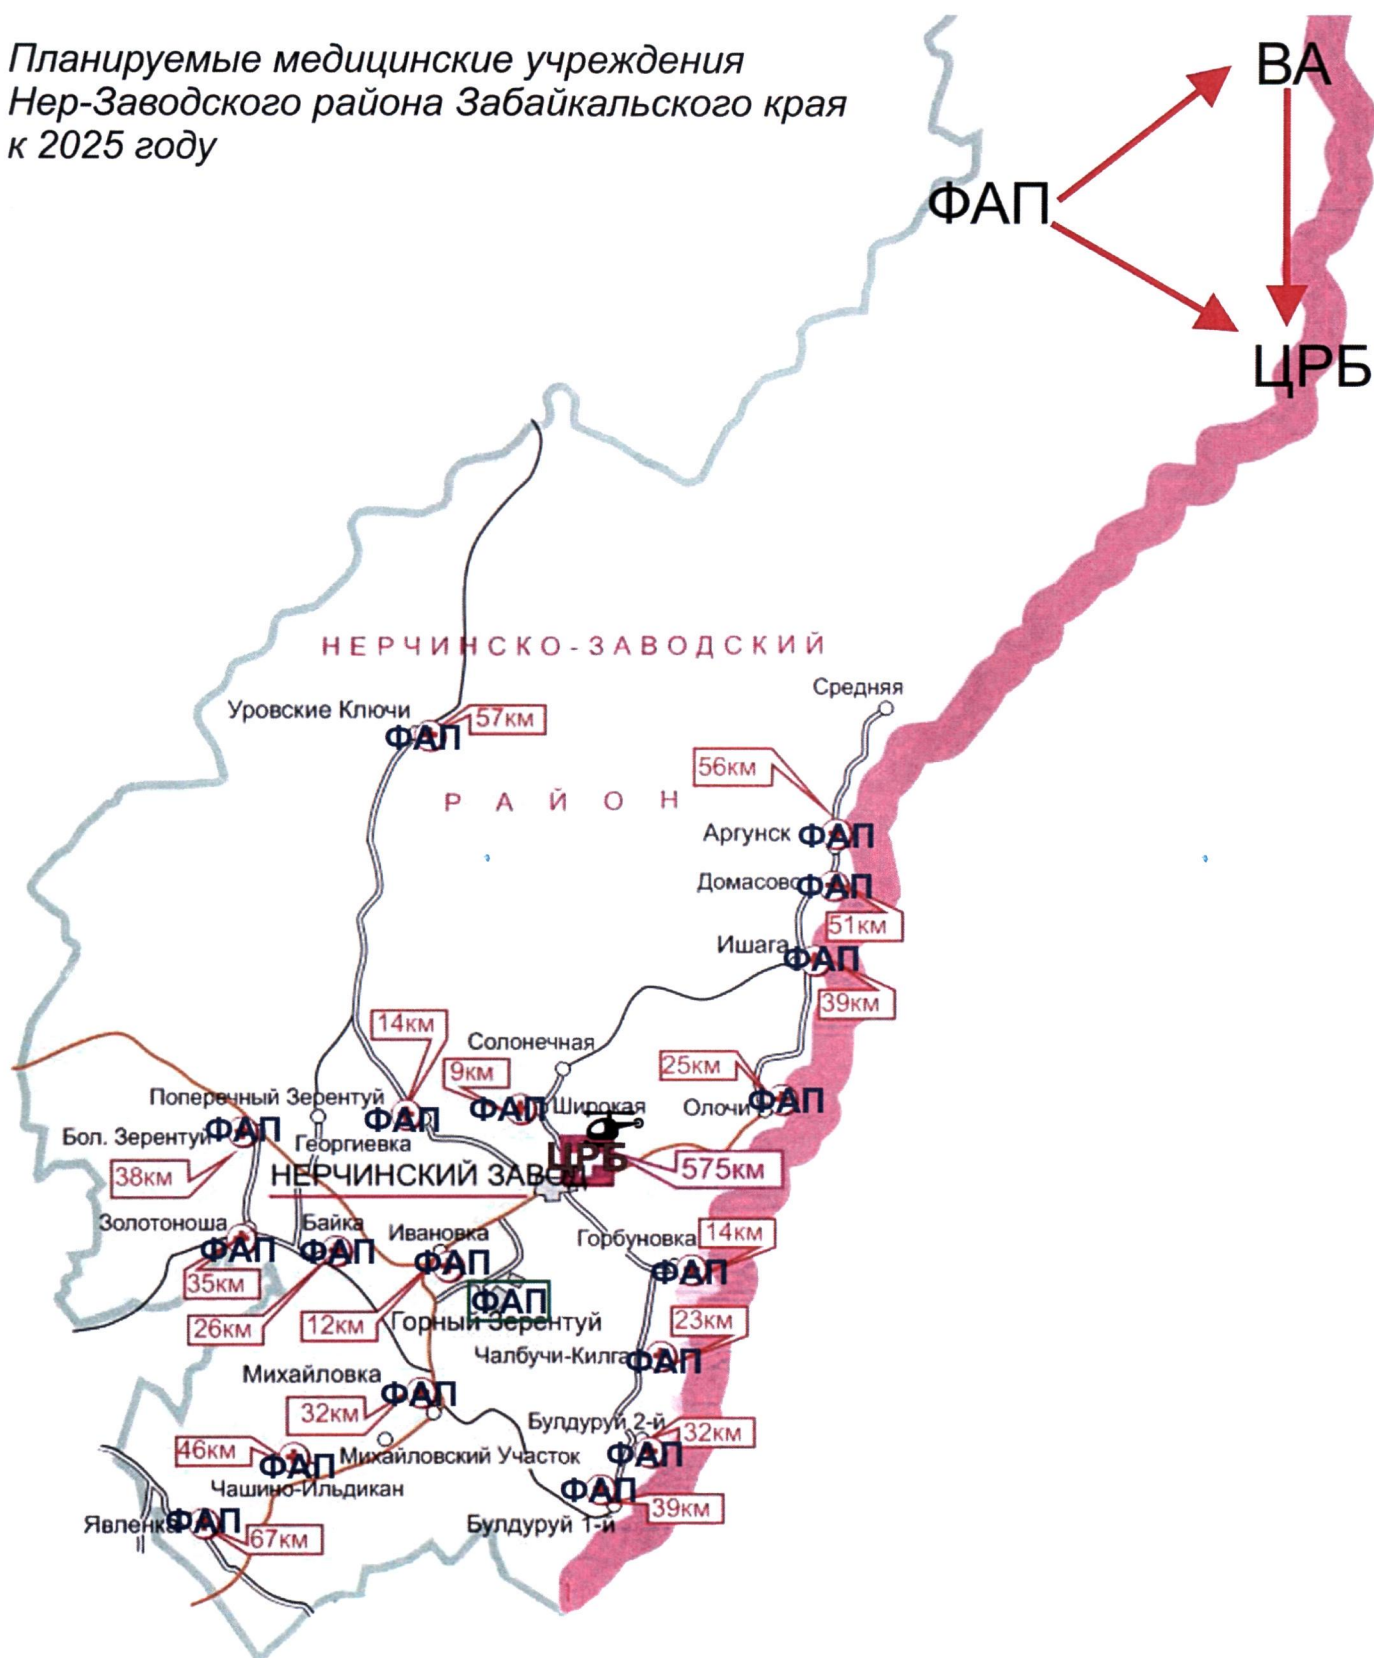 Планируемые медицинские учреждения
Нер-Заводского района Забайкальского края
к 2025 году
ВА
ФАП
ЦРБ
НЕРЧИНСКО-ЗАВОДСКИЙ
РАЙОН
Средняя
Уровские Ключи
57км
ФАП
56км
Аргунск ФАП
Домасово ФАП
51км
Ишага
ФАП
39км
14км
Солонечная
9км
25км
Поперечный Зерентуй
ФАП
ФАП Широкая
Олочи ФАП
Бол. Зерентуй ФАП
Георгиевка
ЦРБ
38км
НЕРЧИНСКИЙ ЗАВОД
575км
Золотоноша
ФАП
35км
Байка
ФАП
26км
Ивановка
ФАП
12км
Горбуновка
14км
ФАП
ФАП
Горный Зерентуй
23км
Чалбучи-Килга ФАП
Михайловка
ФАП
32км
Булдуруй 2-й
32км
ФАП
46км
Михайловский Участок
ФАП
Чашино-Ильдикан
ФАП
39км
Булдуруй 1-й
Явленка ФАП
67км